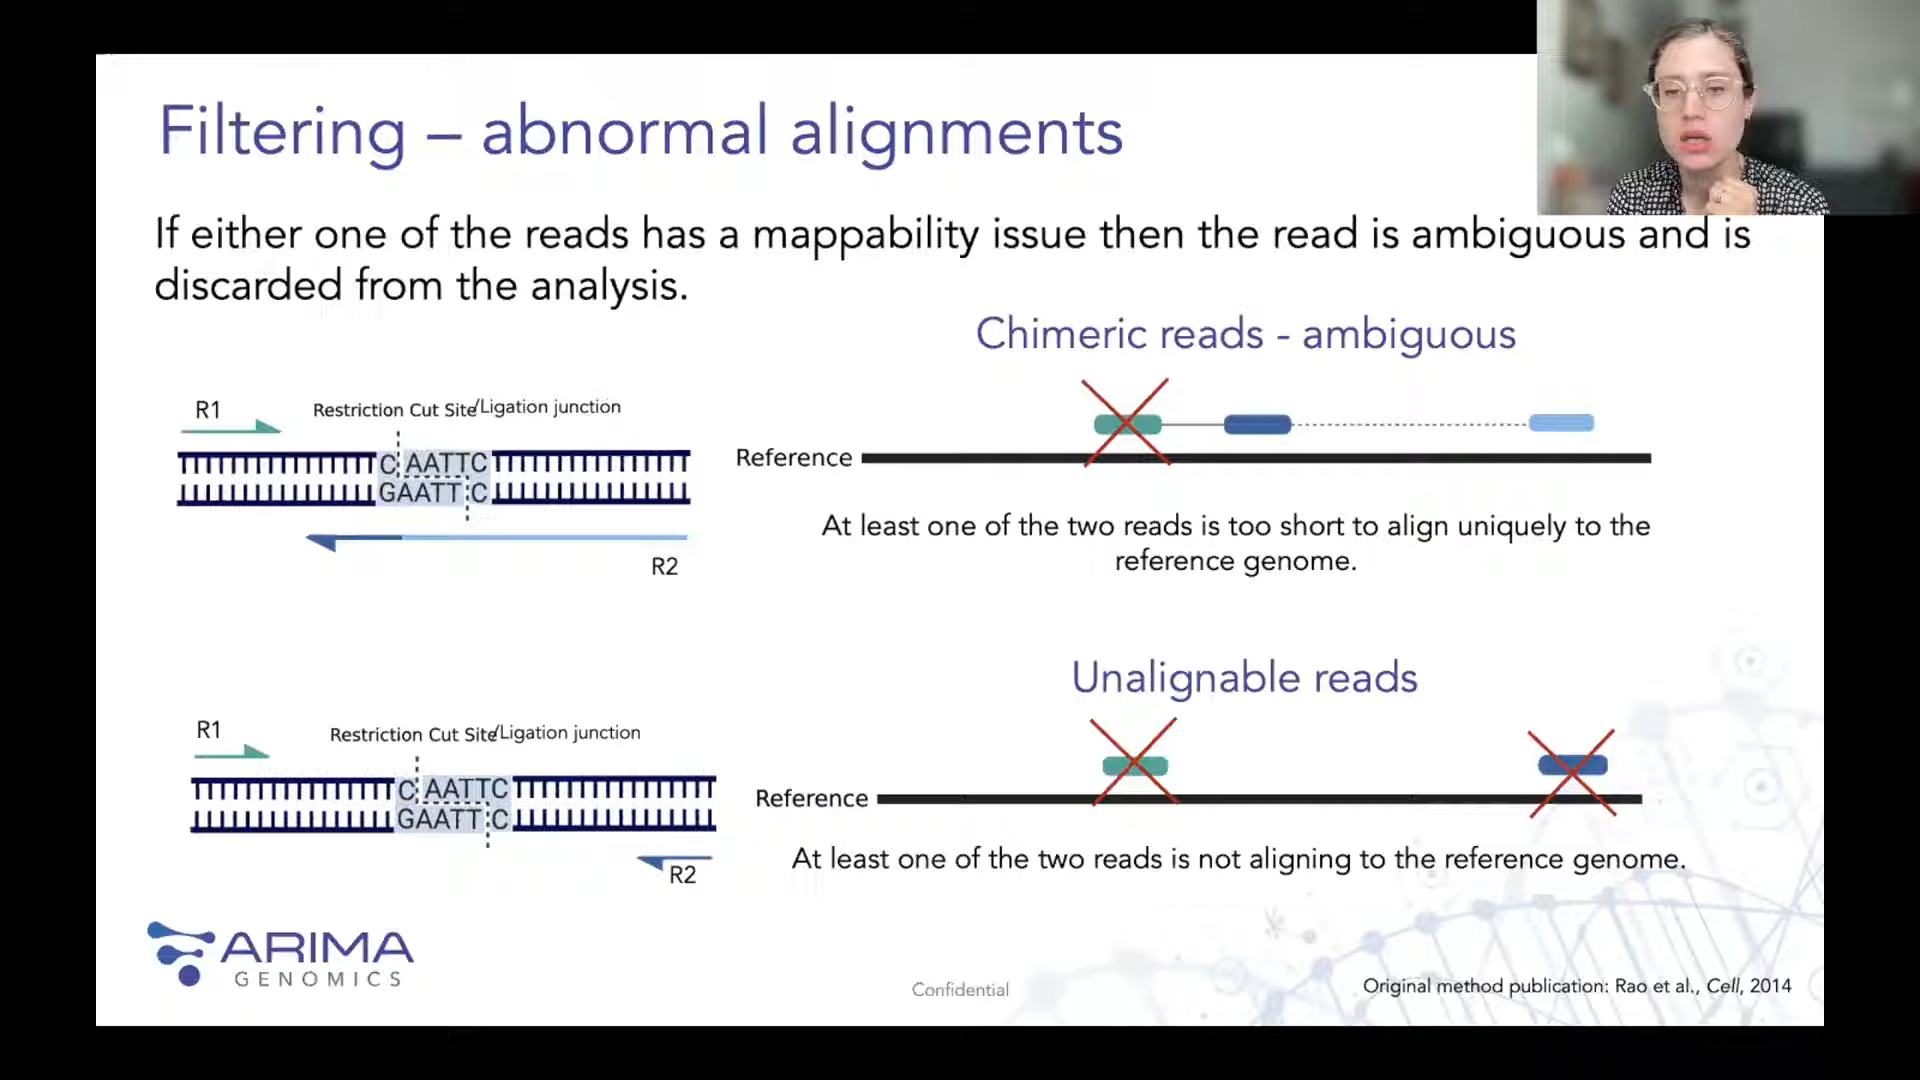 Filtering – abnormal alignments
If either one of the reads has a mappability issue then the read is ambiguous and is
discarded from the analysis.
Chimeric reads - ambiguous
R1
Restriction Cut Site/Ligation junction
C AATTC
GAATT C
R2
Reference
At least one of the two reads is too short to align uniquely to the
reference genome.
Unalignable reads
R1
Restriction Cut Site/Ligation junction
C AATTC
GAATT C
R2
Reference
At least one of the two reads is not aligning to the reference genome.
ARIMA
GENOMICS
Confidential
Original method publication: Rao et al., Cell, 2014